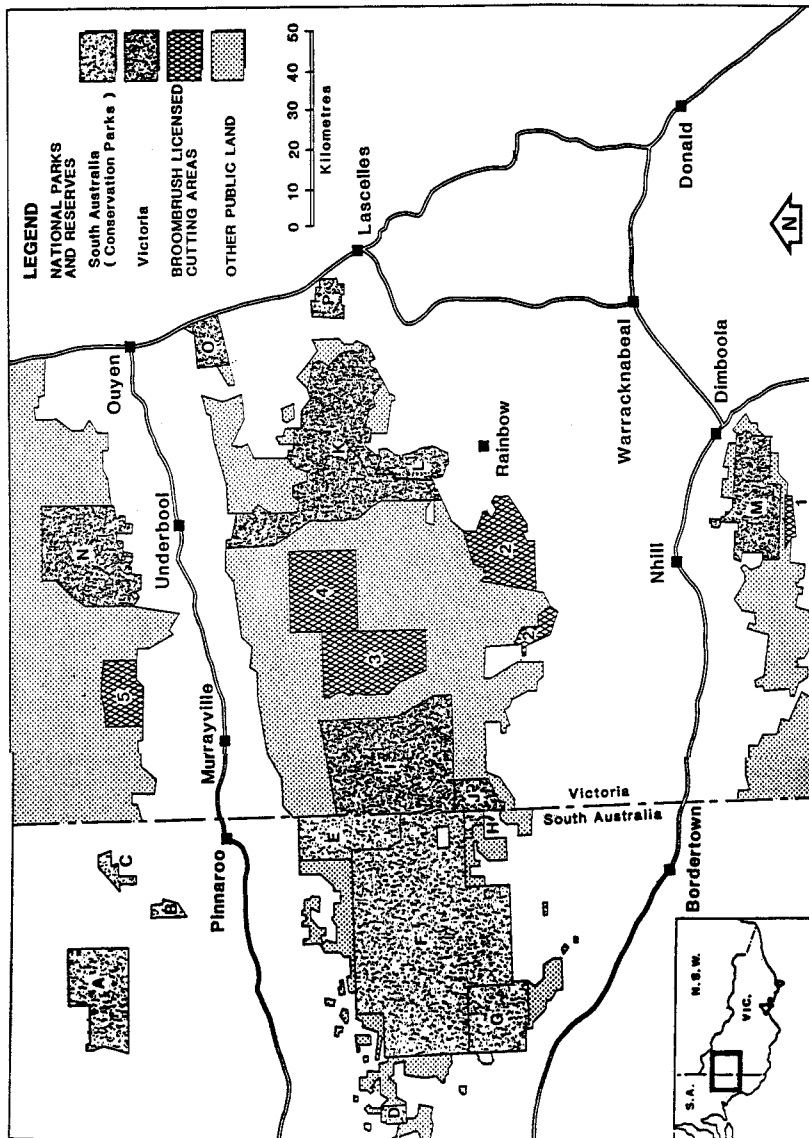 LEGEND
NATIONAL PARKS
AND RESERVES
South Australia
( Conservation Parks )
Victoria
BROOMBRUSH LICENSED
CUTTING AREAS
OTHER PUBLIC LAND
0 10 20 30 40 50
Kilometres
Ouyen
Underbool
Murrayville
Pinnaroo
Lascelles
Rainbow
Warracknabeal
Donald
Dimboola
Nhill
Bordertown
Victoria
South Australia
A
B
C
D
E
F
G
H
I
J
K
L
M
N
O
P
1
2
2
3
4
5
N
S.A.
N.S.W.
VIC.